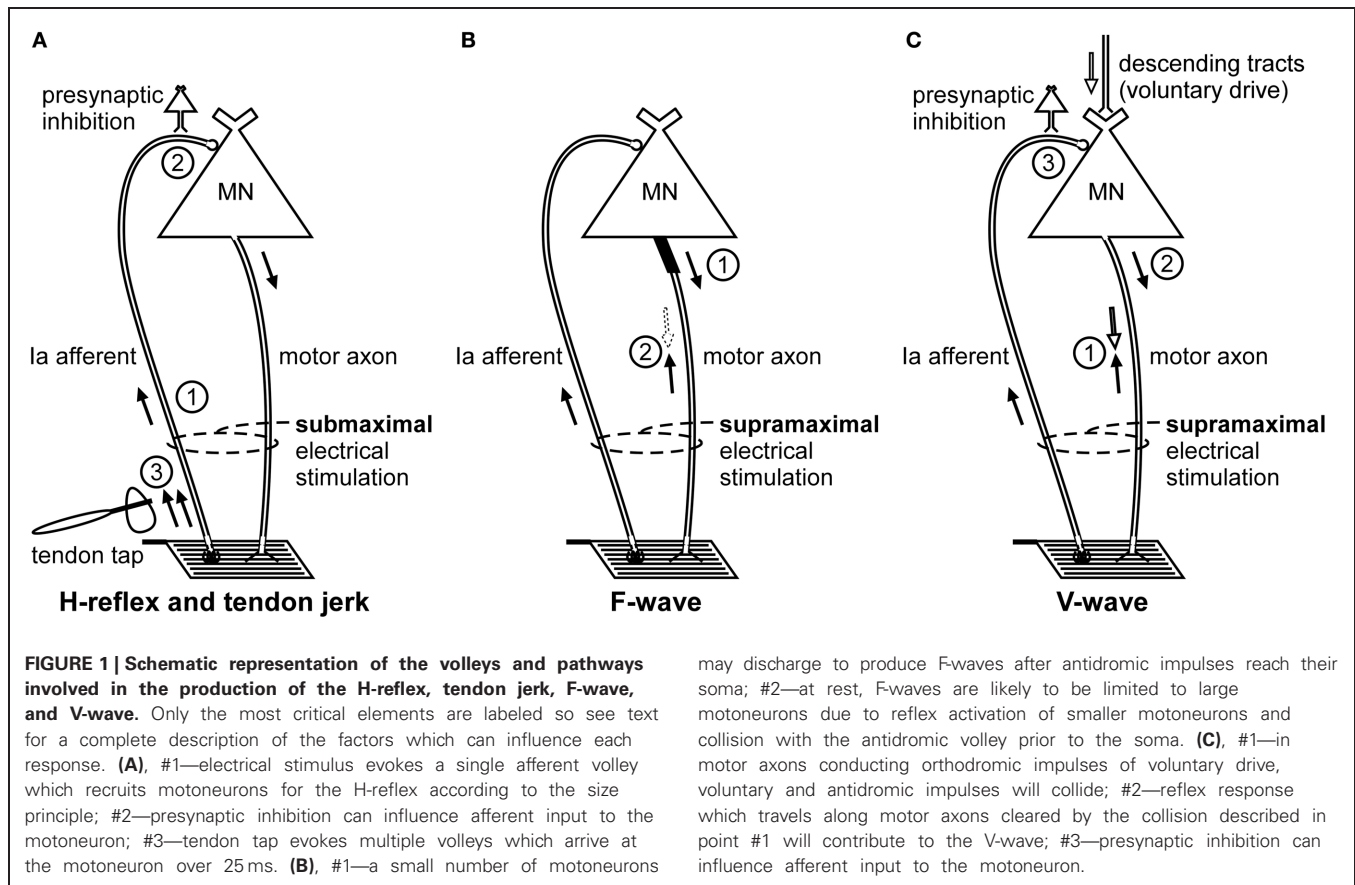 A
presynaptic
inhibition
2
MN
Ia afferent
motor axon
1
submaximal
electrical
stimulation
3
tendon tap
H-reflex and tendon jerk
B
MN
1
Ia afferent
2
motor axon
supramaximal
electrical
stimulation
F-wave
C
descending tracts
(voluntary drive)
presynaptic
inhibition
3
MN
2
Ia afferent
1
motor axon
supramaximal
electrical
stimulation
V-wave
FIGURE 1 | Schematic representation of the volleys and pathways
involved in the production of the H-reflex, tendon jerk, F-wave,
and V-wave. Only the most critical elements are labeled so see text
for a complete description of the factors which can influence each
response. (A), #1—electrical stimulus evokes a single afferent volley
which recruits motoneurons for the H-reflex according to the size
principle; #2—presynaptic inhibition can influence afferent input to the
motoneuron; #3—tendon tap evokes multiple volleys which arrive at
the motoneuron over 25 ms. (B), #1—a small number of motoneurons
may discharge to produce F-waves after antidromic impulses reach their
soma; #2—at rest, F-waves are likely to be limited to large
motoneurons due to reflex activation of smaller motoneurons and
collision with the antidromic volley prior to the soma. (C), #1—in
motor axons conducting orthodromic impulses of voluntary drive,
voluntary and antidromic impulses will collide; #2—reflex response
which travels along motor axons cleared by the collision described in
point #1 will contribute to the V-wave; #3—presynaptic inhibition can
influence afferent input to the motoneuron.